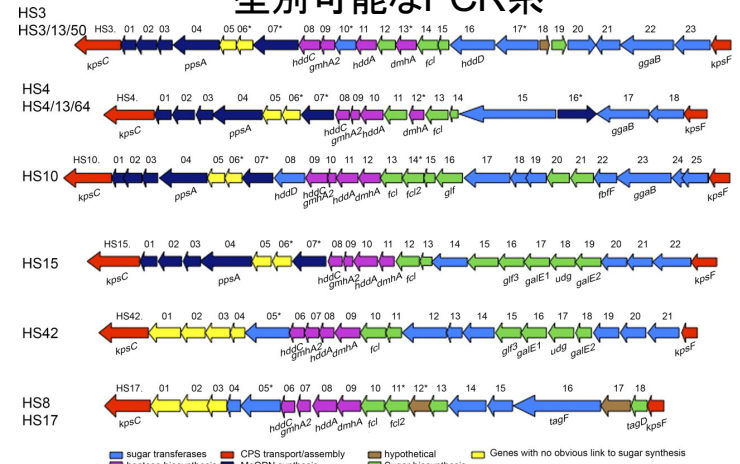 型別可能なPCR系
HS3
HS3/13/50
HS3. 01 02 03 04 05 06* 07* 08 09 10* 11 12 13* 14 15 16 17* 18 19 20 21 22 23
kpsC ppsA hddC gmhA2 hddA dmhA fcl hddD ggaB kpsF
HS4
HS4/13/64
HS4. 01 02 03 04 05 06* 07* 08 09 10 11 12* 13 14 15 16* 17 18
kpsC ppsA hddC gmhA2 hddA dmhA fcl ggaB kpsF
HS10
HS10. 01 02 03 04 05 06* 07* 08 09 10 11 12 13 14* 15 16 17 18 19 20 21 22 23 24 25
kpsC ppsA hddD hddC gmhA2 hddA dmhA fcl fcl2 glf fbfF ggaB kpsF
HS15
HS15. 01 02 03 04 05 06* 07* 08 09 10 11 12 13 14 15 16 17 18 19 20 21 22
kpsC ppsA hddC gmhA2 hddA dmhA fcl glf3 galE1 udg galE2 kpsF
HS42
HS42. 01 02 03 04 05* 06 07 08 09 10 11 12 13 14 15 16 17 18 19 20 21
kpsC hddC gmhA2 hddA dmhA fcl glf3 galE1 udg galE2 kpsF
HS8
HS17
HS17. 01 02 03 04 05* 06 07 08 09 10 11* 12* 13 14 15 16 17 18
kpsC hddC gmhA2 hddA dmhA fcl fcl2 tagF tagD kpsF
sugar transferases CPS transport/assembly hypothetical Genes with no obvious link to sugar synthesis